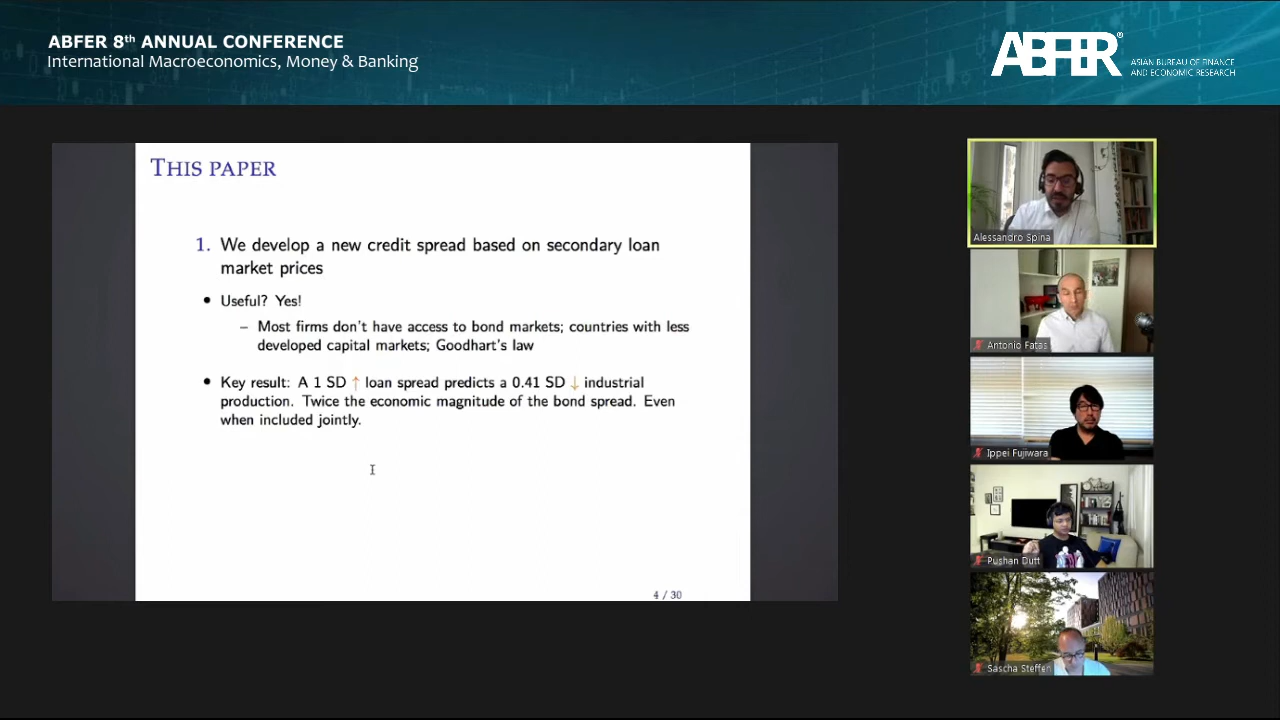 ABFER 8th ANNUAL CONFERENCE
International Macroeconomics, Money & Banking
ABFER®
ASIAN BUREAU OF FINANCE
AND ECONOMIC RESEARCH
THIS PAPER
1. We develop a new credit spread based on secondary loan
market prices
• Useful? Yes!
– Most firms don't have access to bond markets; countries with less
developed capital markets; Goodhart's law
• Key result: A 1 SD ↑ loan spread predicts a 0.41 SD ↓ industrial
production. Twice the economic magnitude of the bond spread. Even
when included jointly.
4 / 30
Alessandro Spina
Antonio Fatas
Ippei Fujiwara
Pushan Dutt
Sascha Steffen